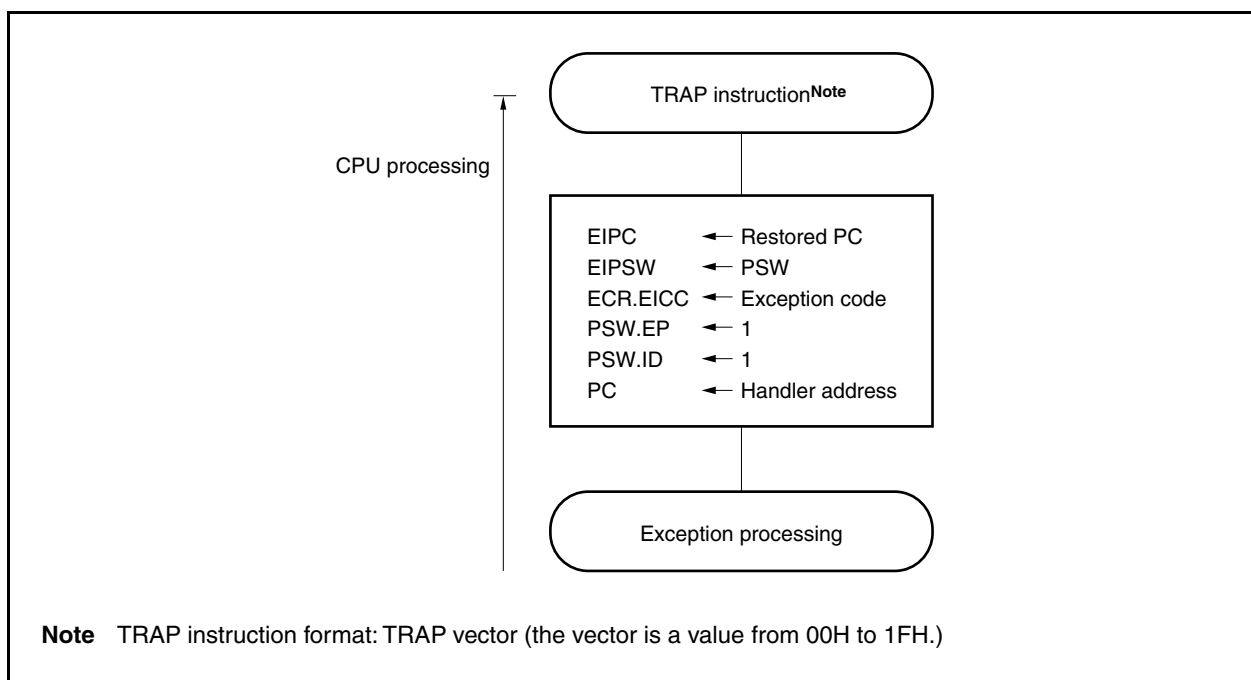 TRAP instructionNote
CPU processing
EIPC ← Restored PC
EIPSW ← PSW
ECR.EICC ← Exception code
PSW.EP ← 1
PSW.ID ← 1
PC ← Handler address
Exception processing
Note TRAP instruction format: TRAP vector (the vector is a value from 00H to 1FH.)